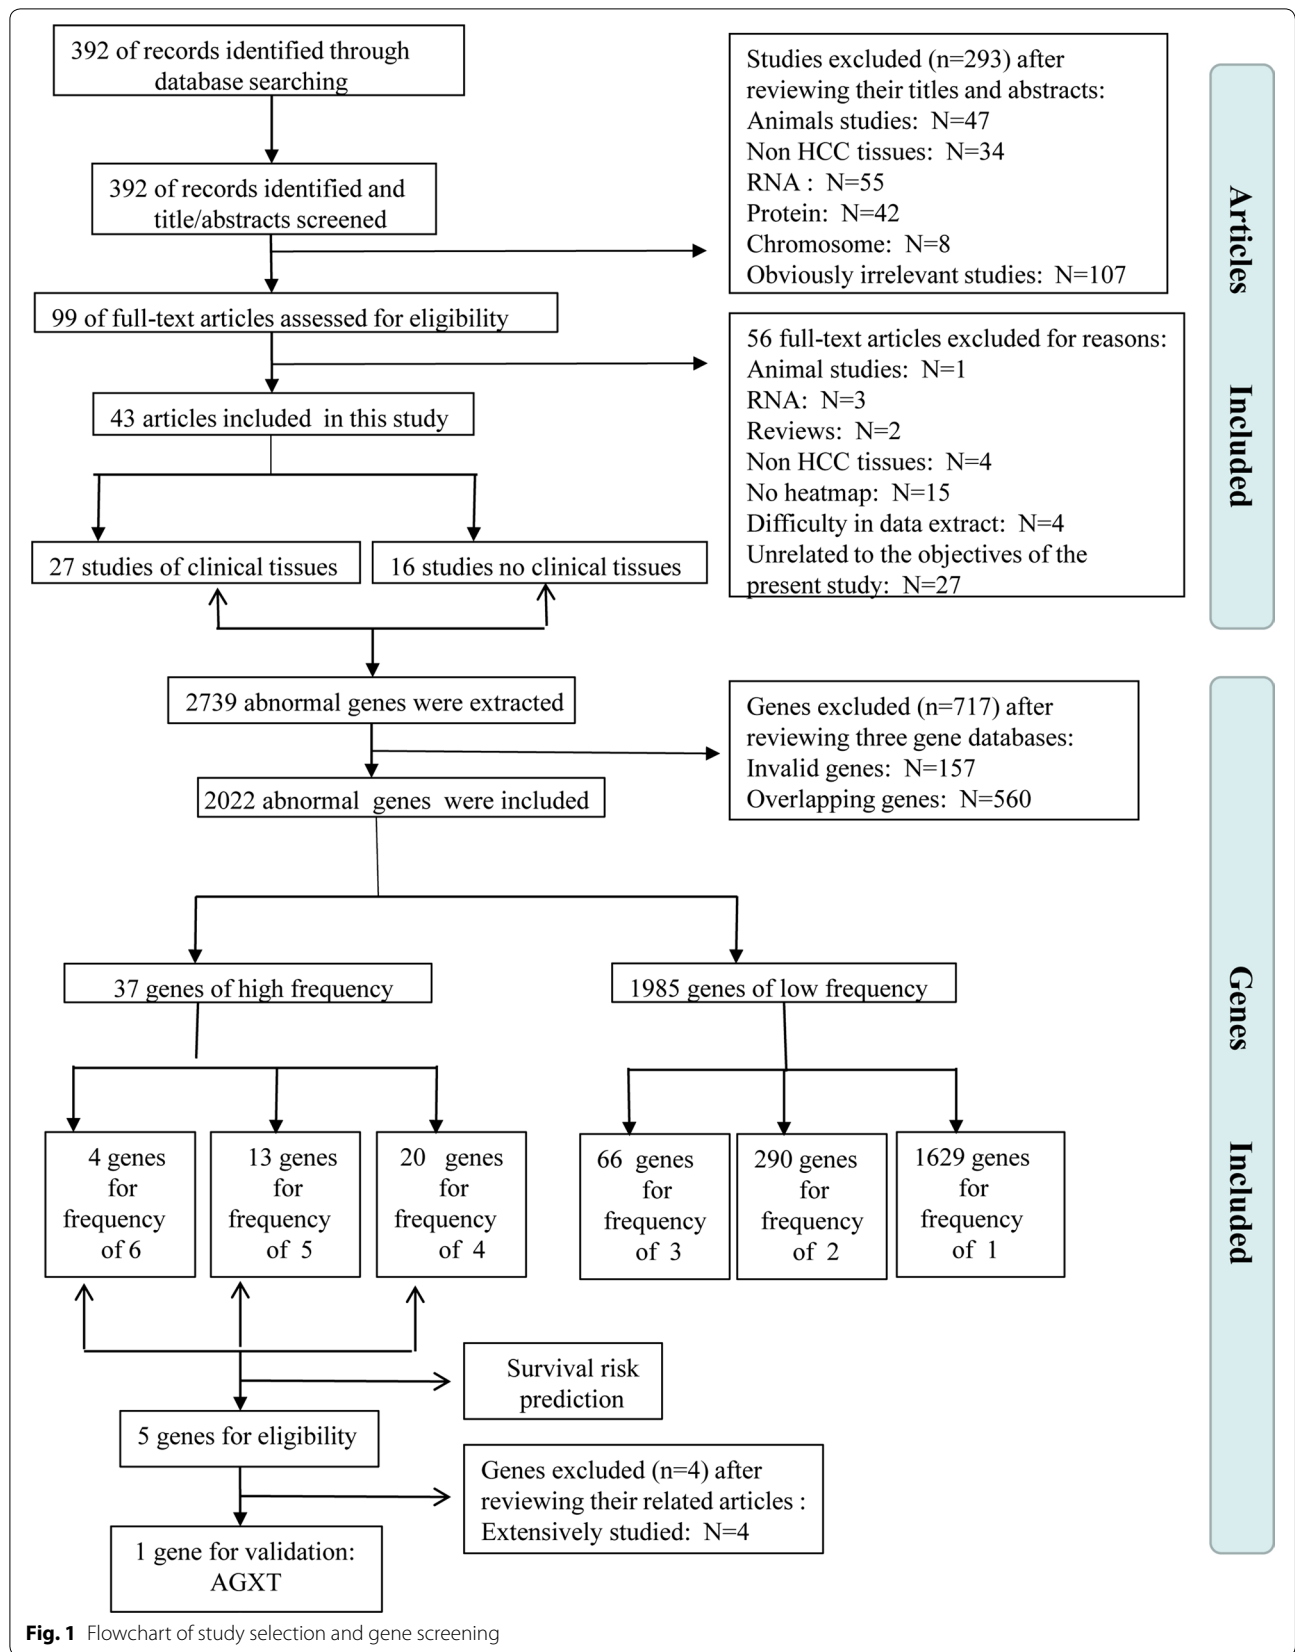 392 of records identified through
database searching
392 of records identified and
title/abstracts screened
Studies excluded (n=293) after
reviewing their titles and abstracts:
Animals studies: N=47
Non HCC tissues: N=34
RNA : N=55
Protein: N=42
Chromosome: N=8
Obviously irrelevant studies: N=107
99 of full-text articles assessed for eligibility
56 full-text articles excluded for reasons:
Animal studies: N=1
RNA: N=3
Reviews: N=2
Non HCC tissues: N=4
No heatmap: N=15
Difficulty in data extract: N=4
Unrelated to the objectives of the
present study: N=27
43 articles included in this study
27 studies of clinical tissues
16 studies no clinical tissues
Articles Included
2739 abnormal genes were extracted
Genes excluded (n=717) after
reviewing three gene databases:
Invalid genes: N=157
Overlapping genes: N=560
2022 abnormal genes were included
37 genes of high frequency
1985 genes of low frequency
4 genes
for
frequency
of 6
13 genes
for
frequency
of 5
20 genes
for
frequency
of 4
66 genes
for
frequency
of 3
290 genes
for
frequency
of 2
1629 genes
for
frequency
of 1
Survival risk
prediction
5 genes for eligibility
Genes excluded (n=4) after
reviewing their related articles :
Extensively studied: N=4
1 gene for validation:
AGXT
Genes Included
Fig. 1 Flowchart of study selection and gene screening